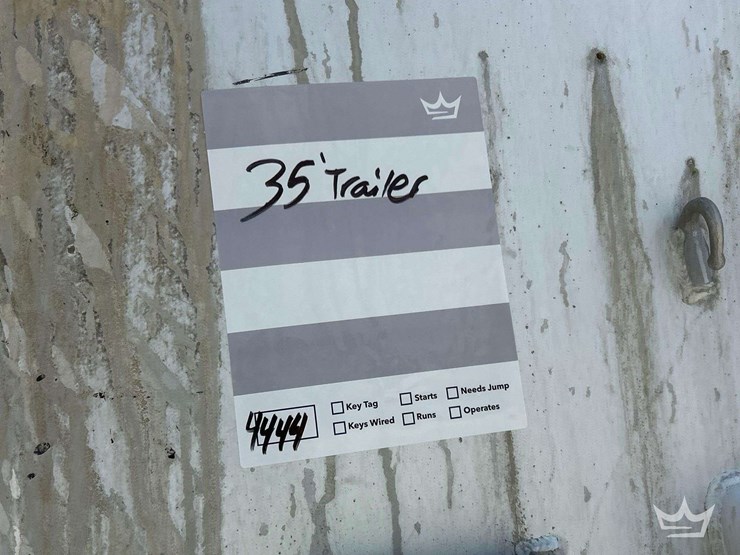 35' Trailer
Key Tag Starts Needs Jump
4444 Keys Wired Runs Operates